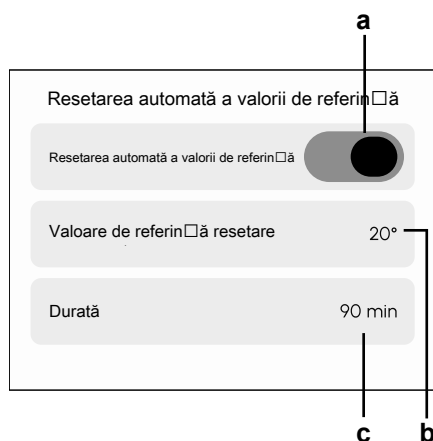 a
Resetarea automată a valorii de referin□ă
Resetarea automată a valorii de referin□ă
Valoare de referin□ă resetare
20°
Durată
90 min
c
b